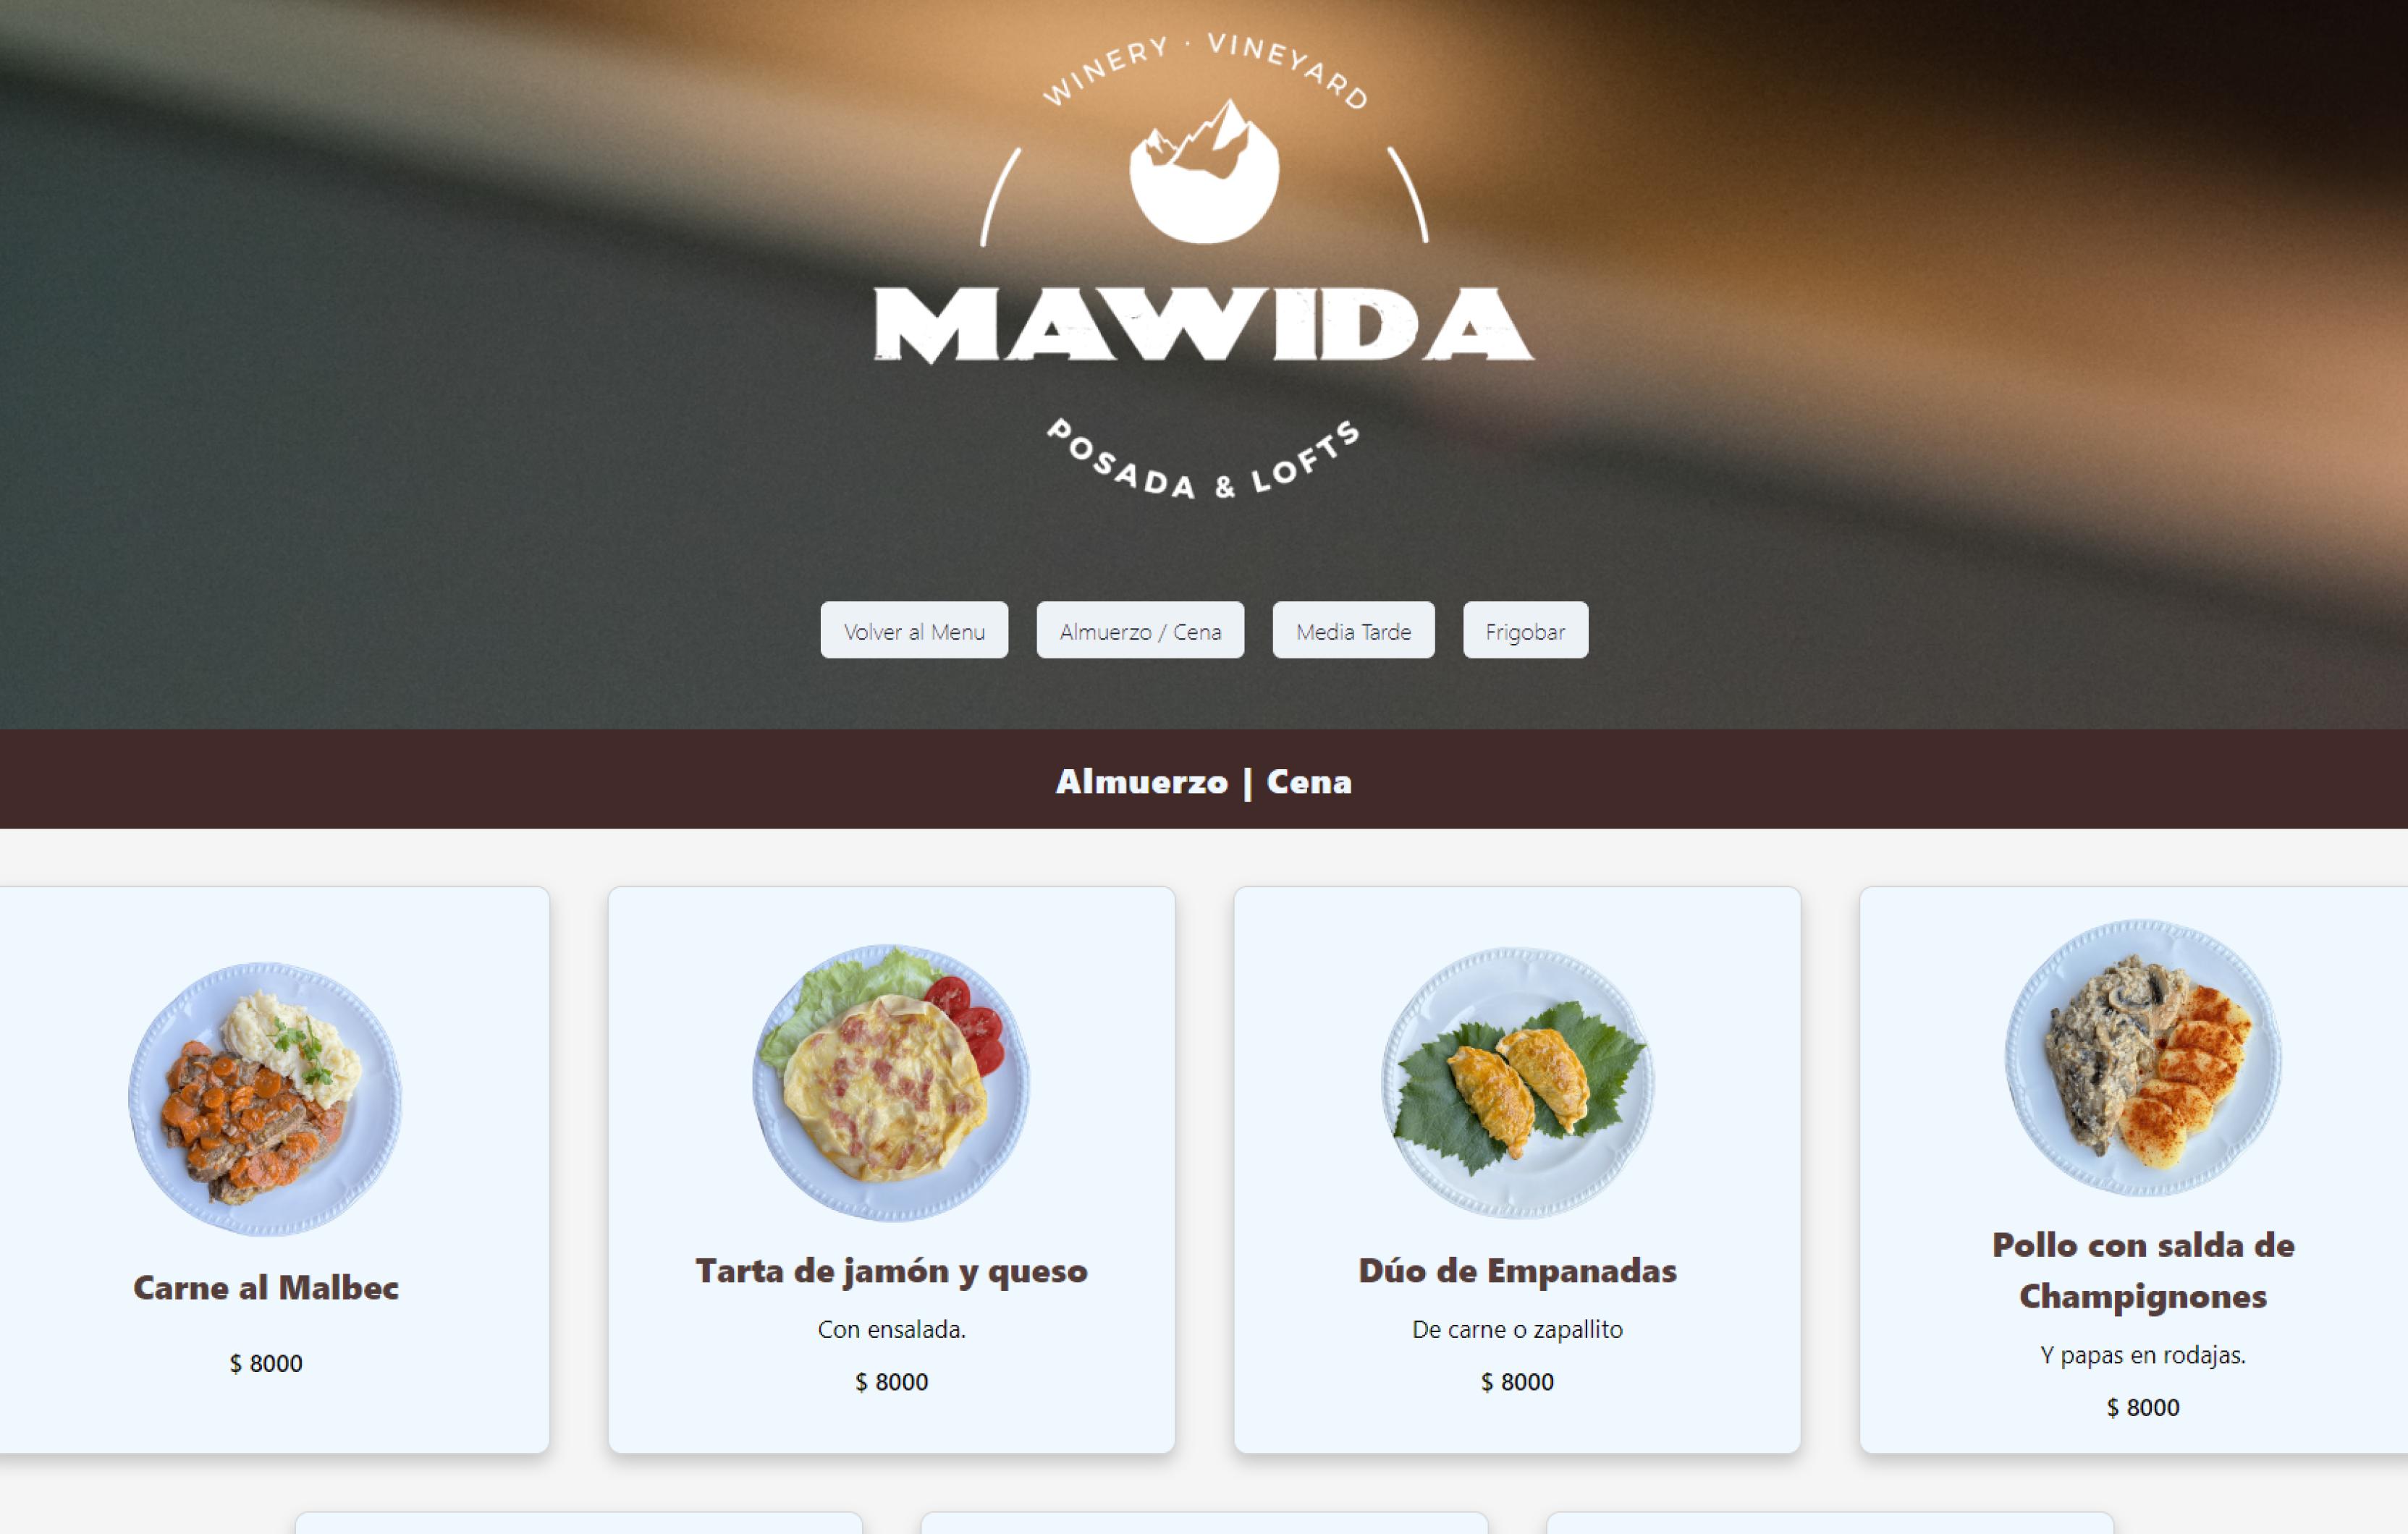 WINERY · VINEYARD
MAWIDA
POSADA & LOFTS
Volver al Menu
Almuerzo / Cena
Media Tarde
Frigobar
Almuerzo | Cena
Carne al Malbec
$ 8000
Tarta de jamón y queso
Con ensalada.
$ 8000
Dúo de Empanadas
De carne o zapallito
$ 8000
Pollo con salda de
Champignones
Y papas en rodajas.
$ 8000